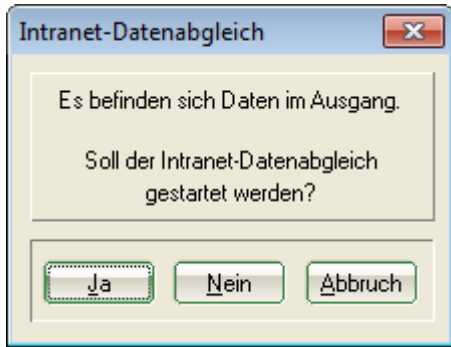 Intranet-Datenabgleich
Es befinden sich Daten im Ausgang.
Soll der Intranet-Datenabgleich
gestartet werden?
Ja
Nein
Abbruch